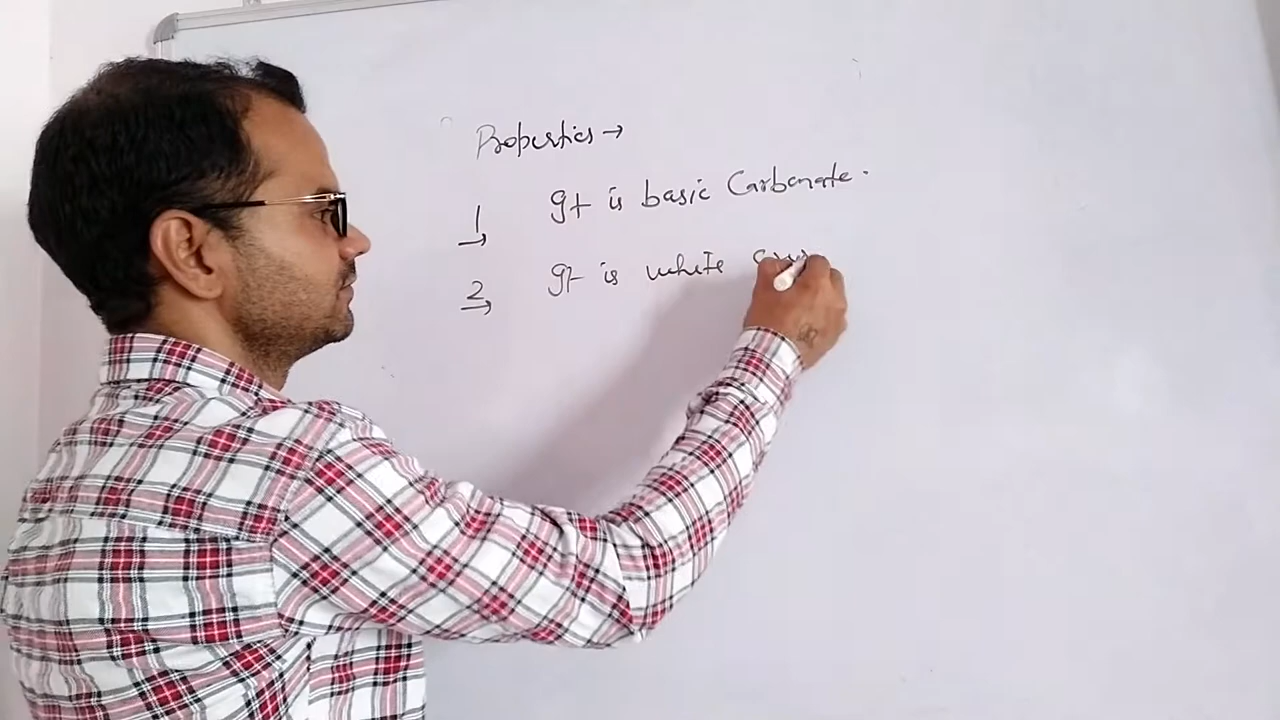 Properties →
1 It is basic Carbonate.
2 It is white